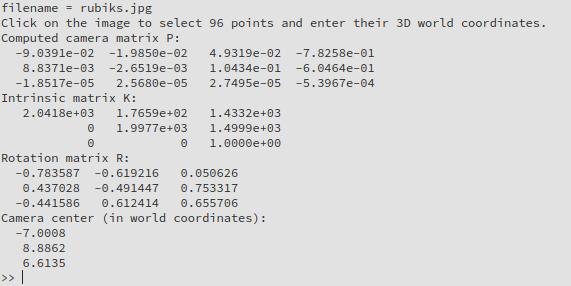 filename = rubiks.jpg
Click on the image to select 96 points and enter their 3D world coordinates.
Computed camera matrix P:
-9.0391e-02 -1.9850e-02 4.9319e-02 -7.8258e-01
8.8371e-03 -2.6519e-03 1.0434e-01 -6.0464e-01
-1.8517e-05 2.5680e-05 2.7495e-05 -5.3967e-04
Intrinsic matrix K:
2.0418e+03 1.7659e+02 1.4332e+03
0 1.9977e+03 1.4999e+03
0 0 1.0000e+00
Rotation matrix R:
-0.783587 -0.619216 0.050626
0.437028 -0.491447 0.753317
-0.441586 0.612414 0.655706
Camera center (in world coordinates):
-7.0008
8.8862
6.6135
>>